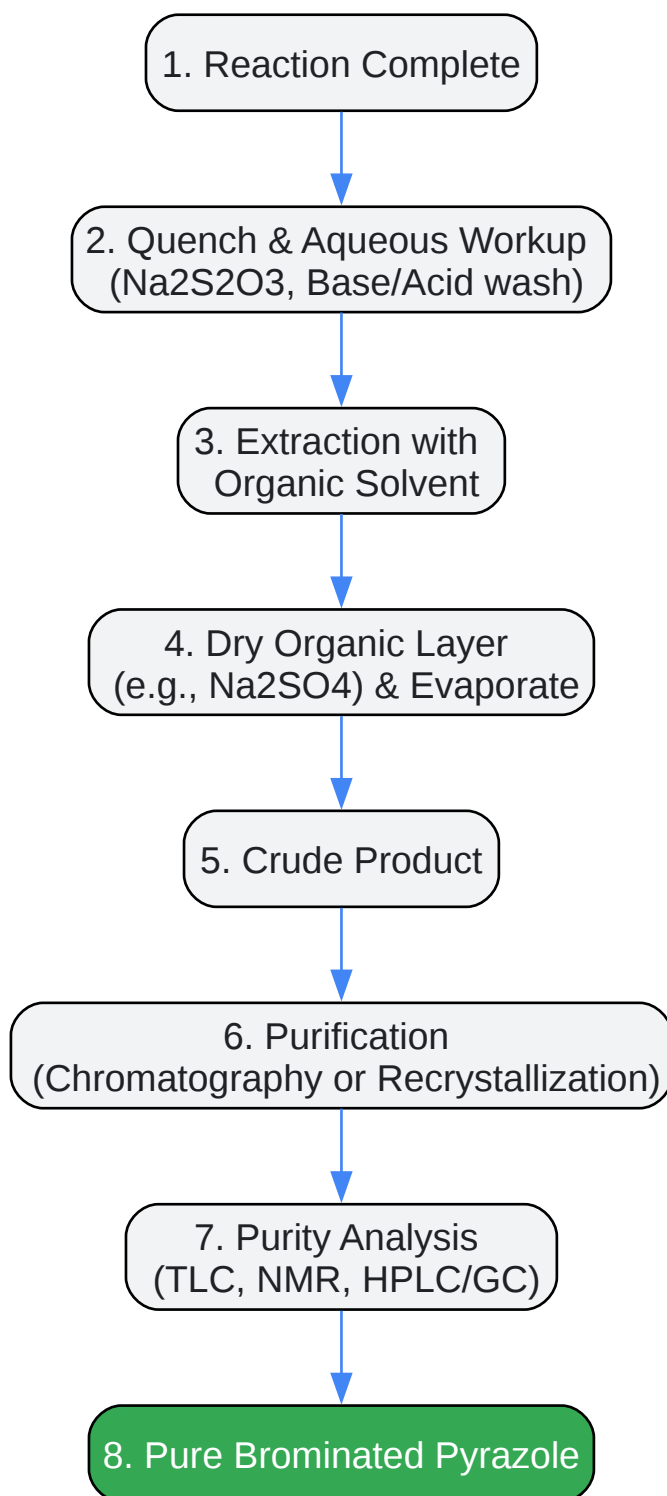 1. Reaction Complete
2. Quench & Aqueous Workup
(Na2S2O3, Base/Acid wash)
3. Extraction with
Organic Solvent
4. Dry Organic Layer
(e.g., Na2SO4) & Evaporate
5. Crude Product
6. Purification
(Chromatography or Recrystallization)
7. Purity Analysis
(TLC, NMR, HPLC/GC)
8. Pure Brominated Pyrazole